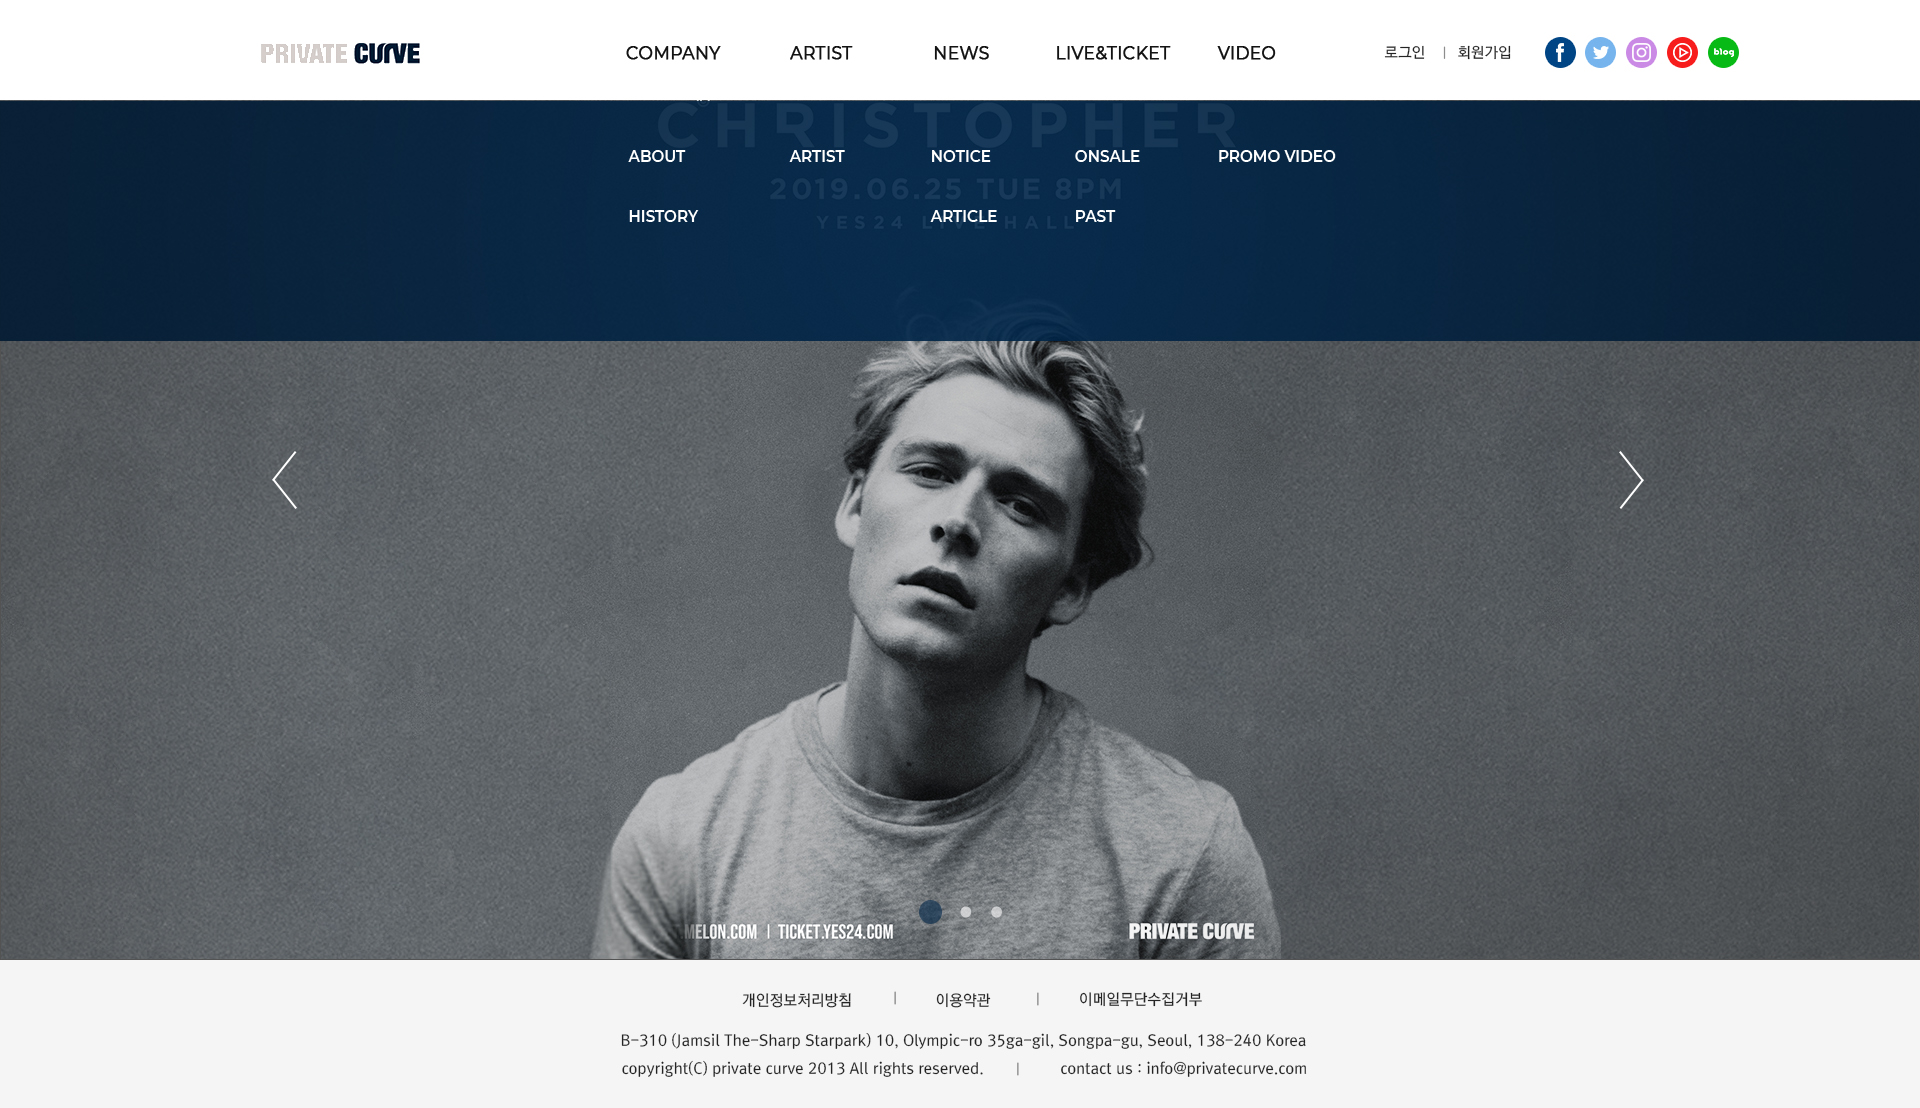 PRIVATE CURVE
COMPANY ARTIST NEWS LIVE&TICKET VIDEO 로그인 | 회원가입 blog
CHRISTOPHER
ABOUT ARTIST NOTICE ONSALE PROMO VIDEO
2019.06.25 TUE 8PM
HISTORY ARTICLE PAST
YES24 LIVE HALL
MELON.COM | TICKET.YES24.COM PRIVATE CURVE
개인정보처리방침 | 이용약관 | 이메일무단수집거부
B-310 (Jamsil The-Sharp Starpark) 10, Olympic-ro 35ga-gil, Songpa-gu, Seoul, 138-240 Korea
copyright(C) private curve 2013 All rights reserved. | contact us : info@privatecurve.com